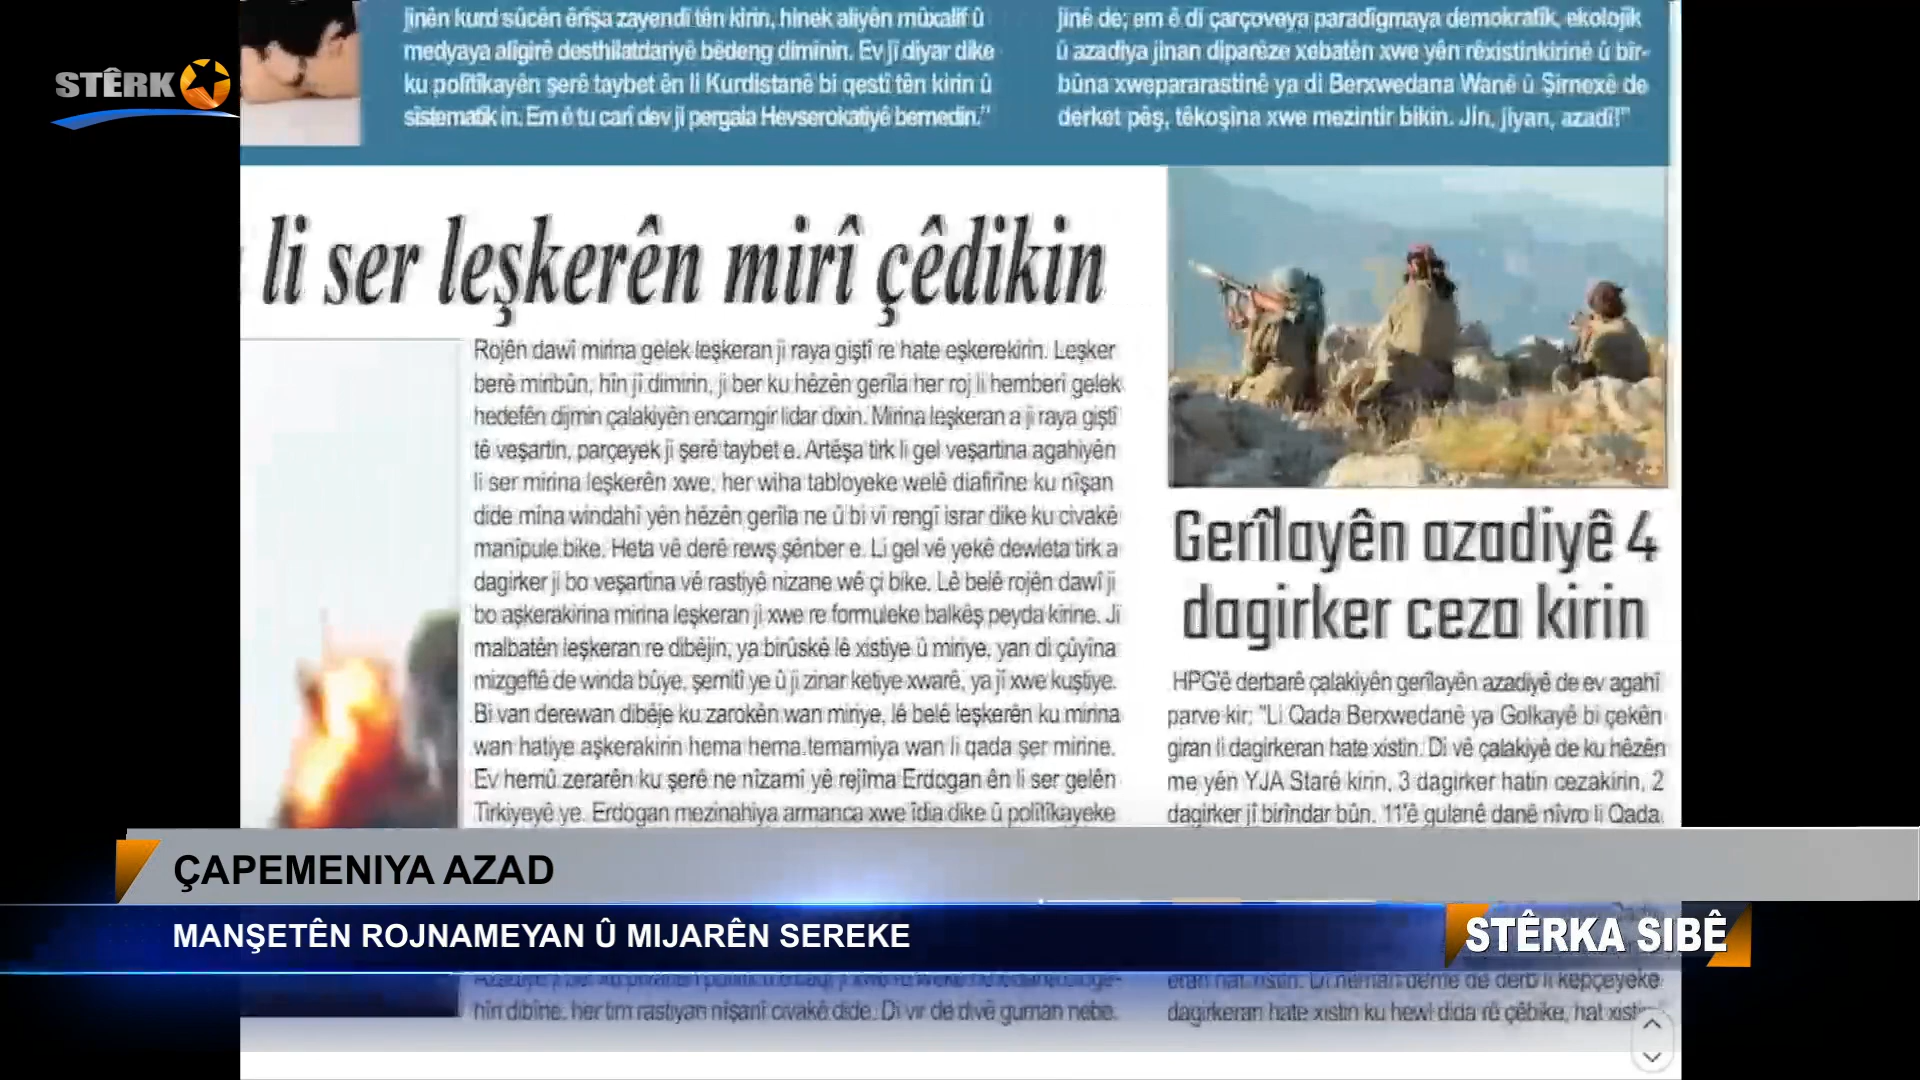 STÊRK
jinên kurd sûcên êrîşa zayendî tên kirin, hinek aliyên mûxalif û
medyaya aligirê desthilatdariyê bêdeng diminin. Ev jî diyar dike
ku polîtîkayên şerê taybet ên li Kurdistanê bi qestî tên kirin û
sîstematîk in. Em ê tu carî dev ji pergala Hevserokatiyê bernedin."
jinê de; em ê di çarçoveya paradîgmaya demokratîk, ekolojîk
û azadiya jinan diparêze xebatên xwe yên rêxistinkirinê û bîr-
bûna xweparastinê ya di Berxwedana Wanê û Şirnexê de
derket pêş, têkoşîna xwe mezintir bikin. Jin, jiyan, azadî!"
li ser leşkerên mirî çêdikin
Rojên dawî mirina gelek leşkeran ji raya giştî re hate eşkerekirin. Leşker
berê miribûn, hîn jî dimirin, ji ber ku hêzên gerîla her roj li hemberî gelek
hedefên dijmin çalakiyên encamgir lidar dixin. Mirina leşkeran a ji raya giştî
tê veşartin, parçeyek ji şerê taybet e. Artêşa tirk li gel veşartina agahiyên
li ser mirina leşkerên xwe, her wiha tabloyeke welê diafirîne ku nîşan
dide mîna windahî yên hêzên gerîla ne û bi vî rengî israr dike ku civakê
manîpule bike. Heta vê derê rewş şênber e. Li gel vê yekê dewleta tirk a
dagirker ji bo veşartina vê rastiyê nizane wê çi bike. Lê belê rojên dawî ji
bo aşkerakirina mirina leşkeran ji xwe re formuleke balkêş peyda kirine. Ji
malbatên leşkeran re dibêjin, ya birûskê lê xistiye û miriye, yan di çûyîna
mizgeftê de winda bûye, şemitî ye û ji zinar ketiye xwarê, ya jî xwe kuştiye.
Bi van derewan dibêje ku zarokên wan miriye, lê belê leşkerên ku mirina
wan hatiye aşkerakirin hema hema temamiya wan li qada şer mirine.
Ev hemû zerarên ku şerê ne nîzamî yê rejîma Erdogan ên li ser gelên
Tirkiyeyê ye. Erdogan mezinahiya armanca xwe îdia dike û polîtîkayeke
hîn dibîne, her tim rastiyan nîşanî civakê dide. Di vir de divê guman nebe.
Gerîlayên azadiyê 4
dagirker ceza kirin
HPG'ê derbarê çalakiyên gerîlayên azadiyê de ev agahî
parve kir: "Li Qada Berxwedanê ya Golkayê bi çekên
giran li dagirkeran hate xistin. Di vê çalakiyê de ku hêzên
me yên YJA Starê kirin, 3 dagirker hatin cezakirin, 2
dagirker jî birîndar bûn. 11'ê gulanê danê nîvro li Qada
eran hat xistin. Di heman demê de derb li kepçeyeke
dagirkeran hate xistin ku hewl dida rê çêbike, hat xistin
ÇAPEMENIYA AZAD
MANŞETÊN ROJNAMEYAN Û MIJARÊN SEREKE
STÊRKA SIBÊ